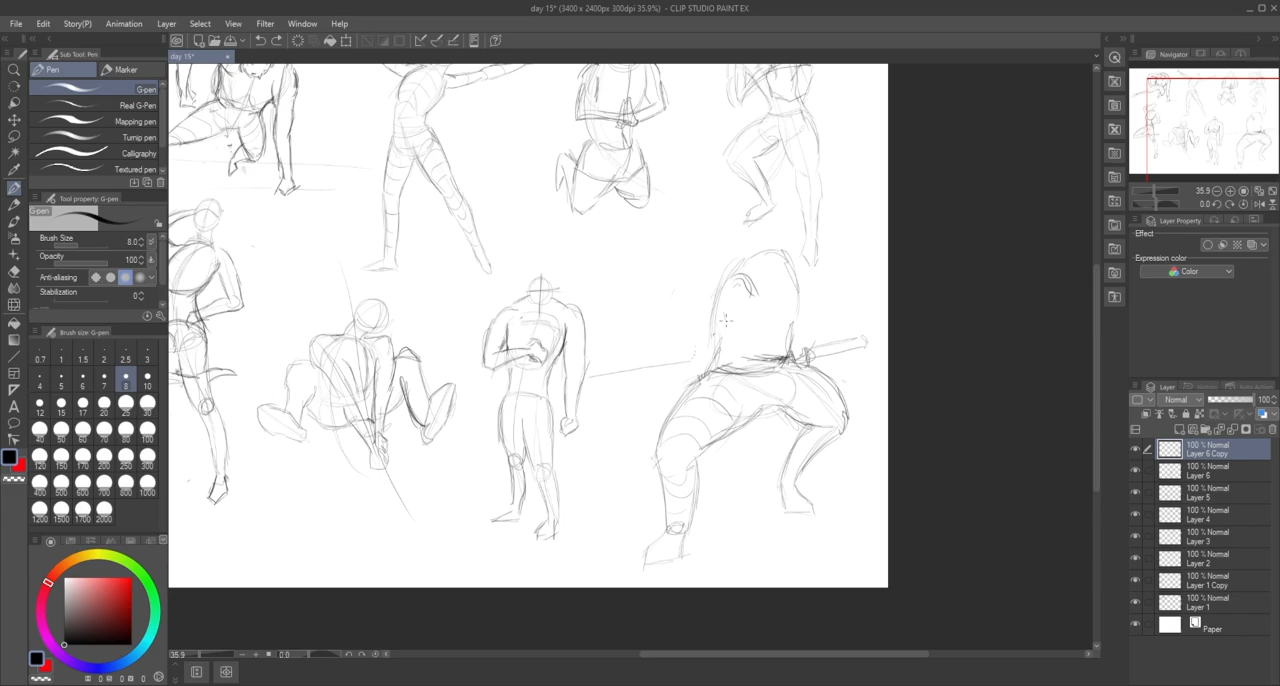 day 15* (3400 x 2400px 300dpi 35.9%) - CLIP STUDIO PAINT EX
File Edit Story(P) Animation Layer Select View Filter Window Help
Sub Tool: Pen
day 15*
Navigator
Pen Marker
G-pen
Real G-Pen
Mapping pen
Turnip pen
Calligraphy
Textured pen
35.9
0.0
Tool property: G-pen
G-pen
Layer Property
Effect
Brush Size 8.0
Opacity 100
Expression color
Anti-aliasing
Color
Stabilization 0
Brush size: G-pen
0.7 1 1.5 2 2.5 3
4 5 6 7 8 10
12 15 17 20 25 30
40 50 60 70 80 100
120 150 170 200 250 300
400 500 600 700 800 1000
1200 1500 1700 2000
Layer
Normal 100
100 % Normal
Layer 6 Copy
100 % Normal
Layer 6
100 % Normal
Layer 5
100 % Normal
Layer 4
100 % Normal
Layer 3
100 % Normal
Layer 2
100 % Normal
Layer 1 Copy
100 % Normal
Layer 1
Paper
35.9 0.0
0 0 0